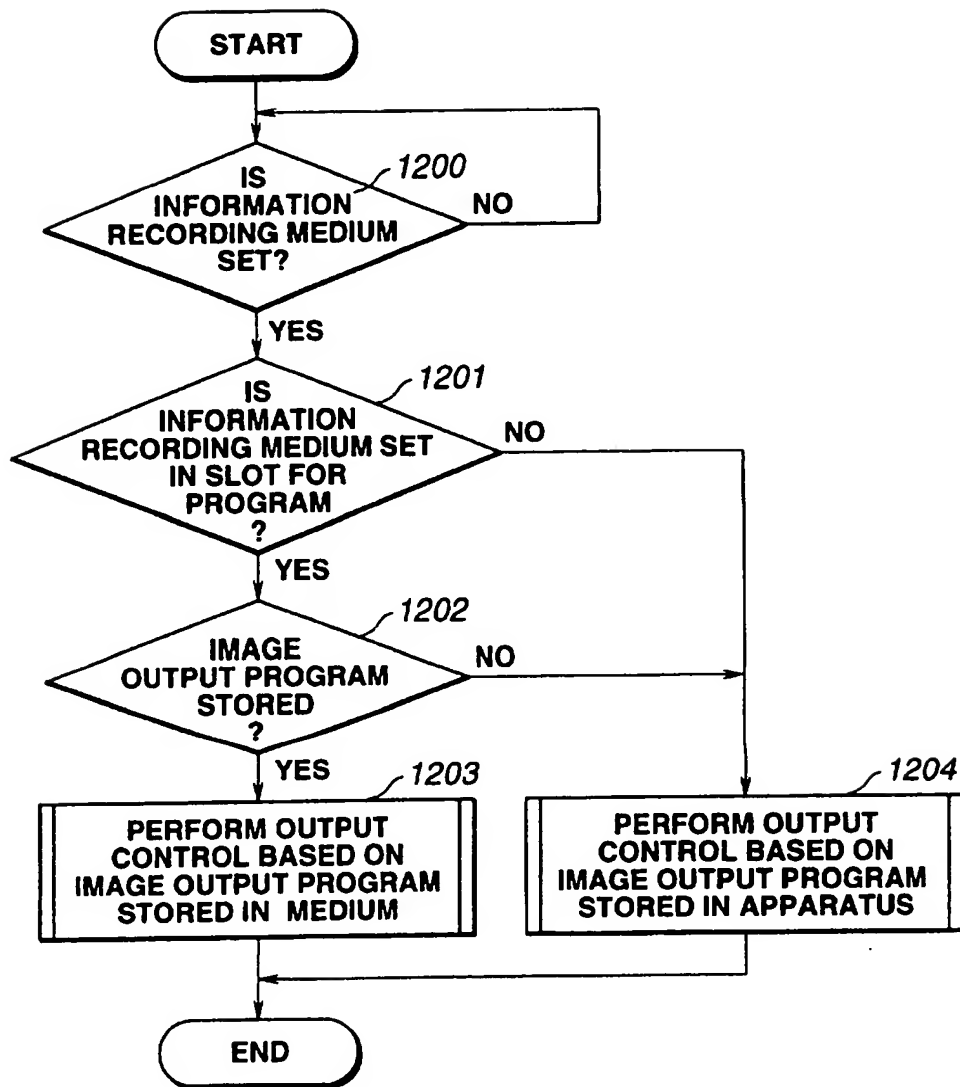 START
1200
IS
INFORMATION
RECORDING MEDIUM
SET?
NO
YES
1201
IS
INFORMATION
RECORDING MEDIUM SET
IN SLOT FOR
PROGRAM
?
NO
YES
1202
IMAGE
OUTPUT PROGRAM
STORED
?
NO
YES
1203
PERFORM OUTPUT
CONTROL BASED ON
IMAGE OUTPUT PROGRAM
STORED IN MEDIUM
1204
PERFORM OUTPUT
CONTROL BASED ON
IMAGE OUTPUT PROGRAM
STORED IN APPARATUS
END